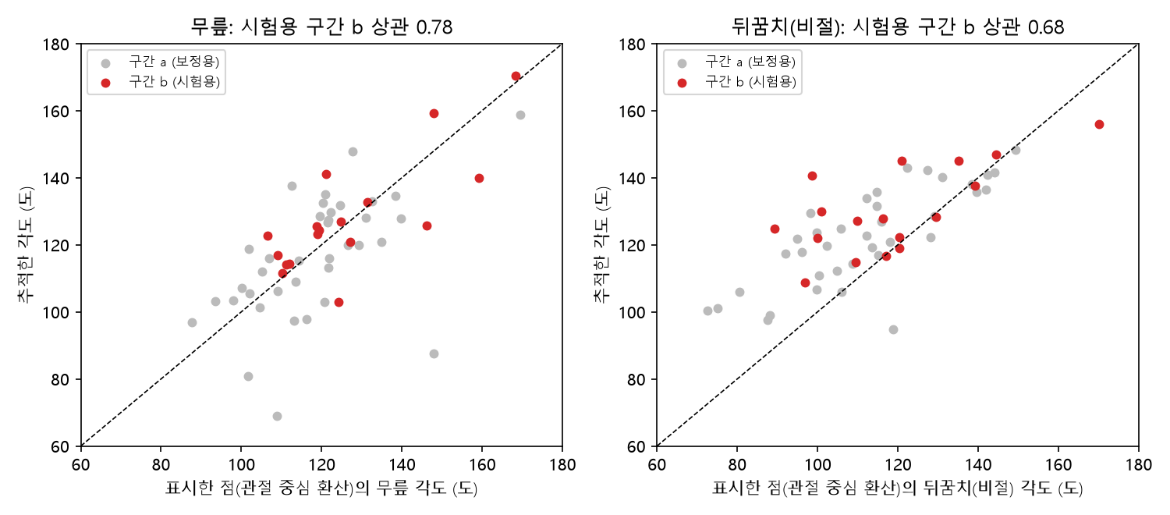 무릎: 시험용 구간 b 상관 0.78
구간 a (보정용)
구간 b (시험용)
추적한 각도 (도)
180
160
140
120
100
80
60
60 80 100 120 140 160 180
표시한 점(관절 중심 환산)의 무릎 각도 (도)
뒤꿈치(비절): 시험용 구간 b 상관 0.68
구간 a (보정용)
구간 b (시험용)
추적한 각도 (도)
180
160
140
120
100
80
60
60 80 100 120 140 160 180
표시한 점(관절 중심 환산)의 뒤꿈치(비절) 각도 (도)